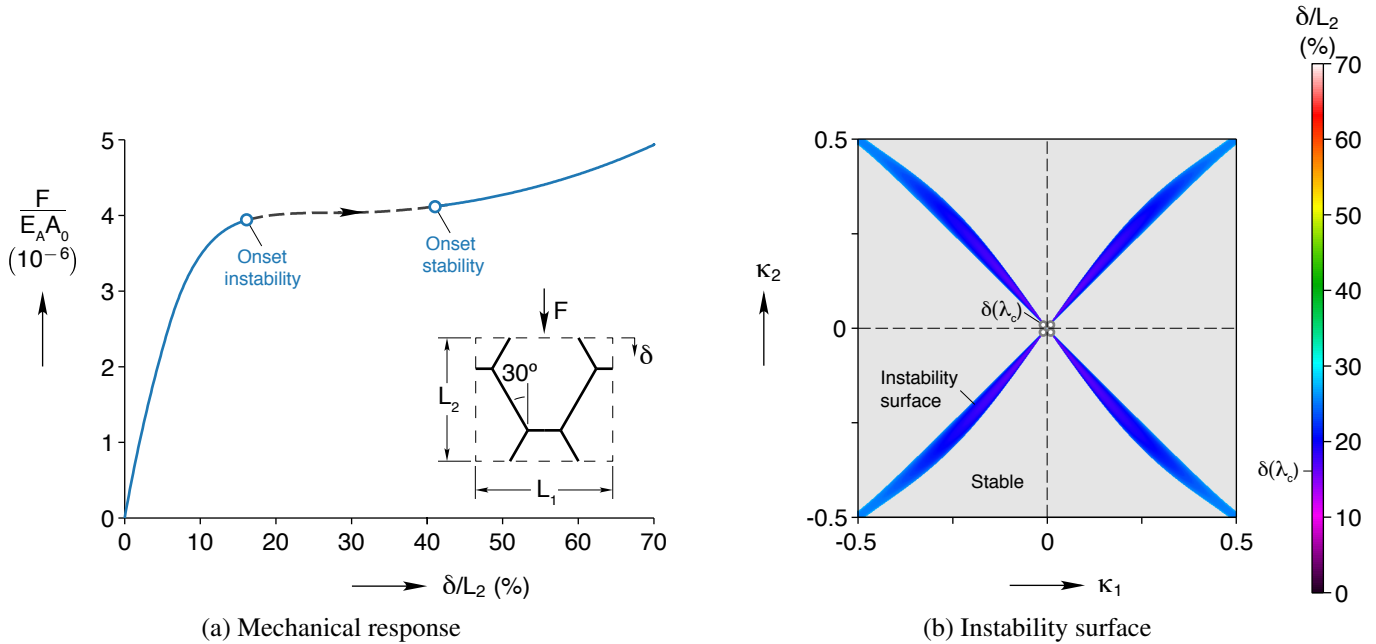 F
E_A A_0
(10⁻⁶)
5
4
3
2
1
0
Onset
instability
Onset
stability
F
δ
30º
L_2
L_1
0
10
20
30
40
50
60
70
δ/L_2 (%)
(a) Mechanical response
κ_2
0.5
0
-0.5
δ(λ_c)
Instability
surface
Stable
-0.5
0
0.5
κ_1
(b) Instability surface
δ/L_2
(%)
70
60
50
40
30
20
δ(λ_c)
10
0